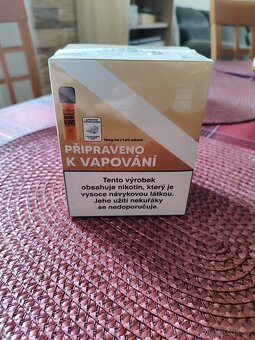 PŘIPRAVENO
K VAPOVÁNÍ
Tento výrobek
obsahuje nikotin, který je
vysoce návykovou látkou.
Jeho užití nekuřáky
se nedoporučuje.